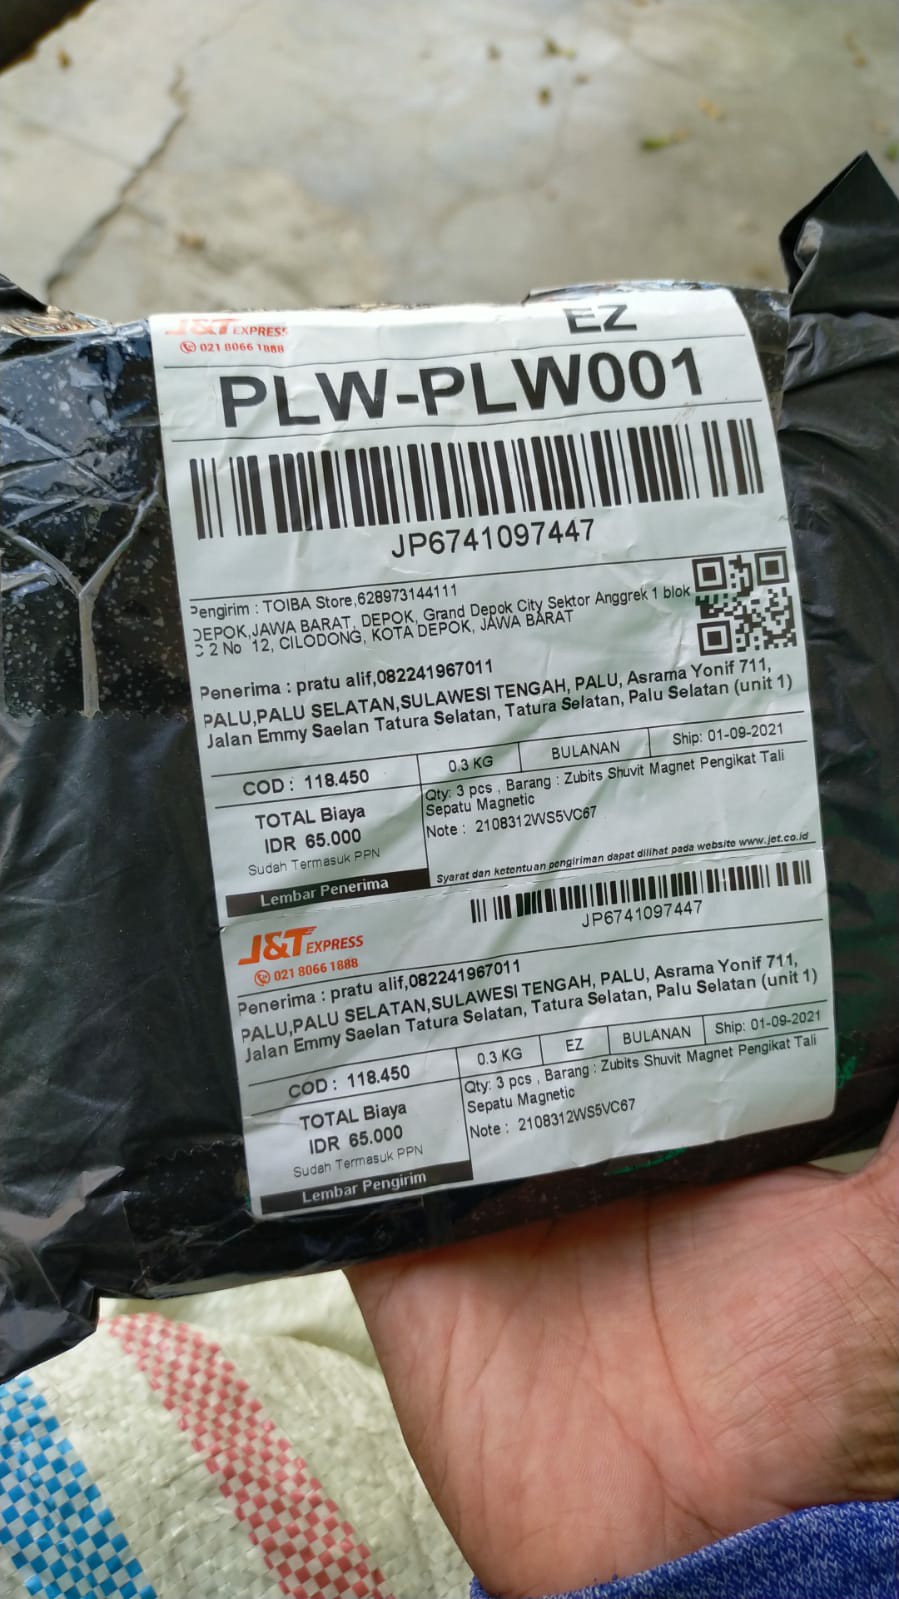 J&T EXPRESS
021 8066 1888
EZ
PLW-PLW001
JP6741097447
Pengirim : TOIBA Store,628973144111
DEPOK,JAWA BARAT, DEPOK, Grand Depok City Sektor Anggrek 1 blok
C 2 No 12, CILODONG, KOTA DEPOK, JAWA BARAT
Penerima : pratu alif,082241967011
PALU,PALU SELATAN,SULAWESI TENGAH, PALU, Asrama Yonif 711,
Jalan Emmy Saelan Tatura Selatan, Tatura Selatan, Palu Selatan (unit 1)
COD : 118.450
0.3 KG
BULANAN
Ship: 01-09-2021
TOTAL Biaya
IDR 65.000
Sudah Termasuk PPN
Lembar Penerima
Qty: 3 pcs , Barang : Zubits Shuvit Magnet Pengikat Tali
Sepatu Magnetic
Note : 2108312WS5VC67
Syarat dan ketentuan pengiriman dapat dilihat pada website www.jet.co.id
JP6741097447
J&T EXPRESS
021 8066 1888
Penerima : pratu alif,082241967011
PALU,PALU SELATAN,SULAWESI TENGAH, PALU, Asrama Yonif 711,
Jalan Emmy Saelan Tatura Selatan, Tatura Selatan, Palu Selatan (unit 1)
COD : 118.450
0.3 KG
EZ
BULANAN
Ship: 01-09-2021
TOTAL Biaya
IDR 65.000
Sudah Termasuk PPN
Lembar Pengirim
Qty: 3 pcs , Barang : Zubits Shuvit Magnet Pengikat Tali
Sepatu Magnetic
Note : 2108312WS5VC67